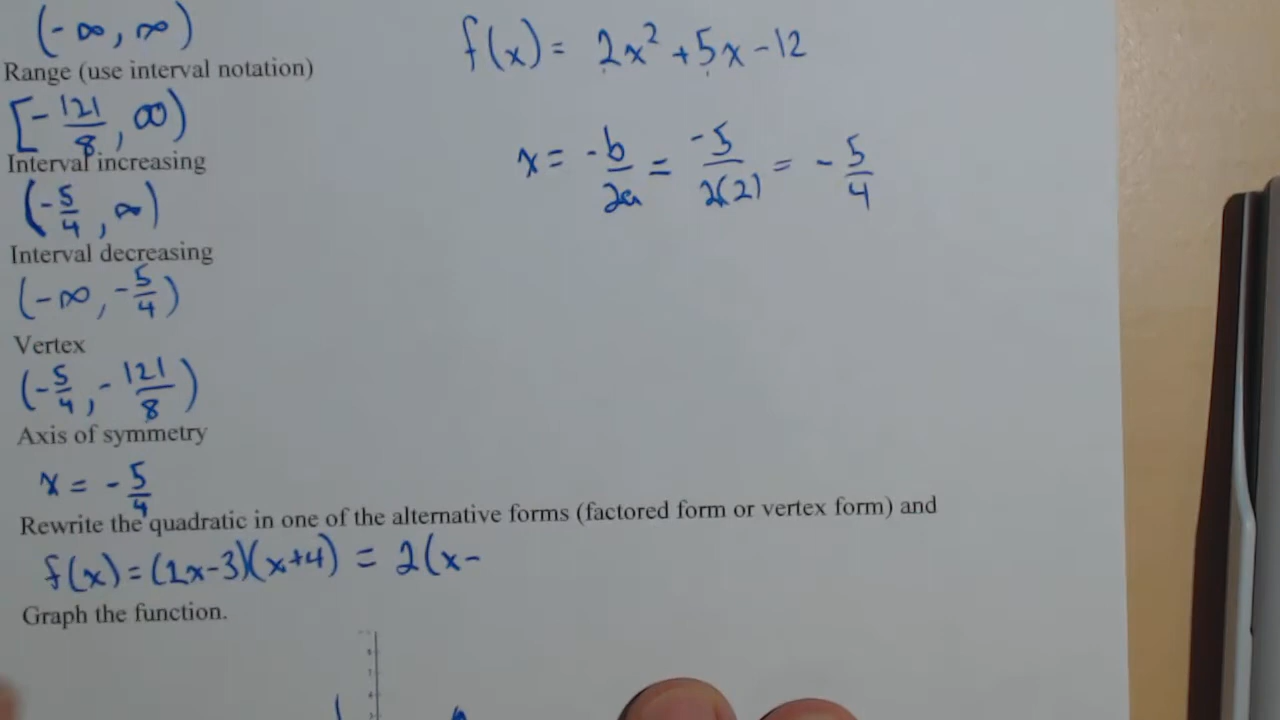 (-∞, ∞)
Range (use interval notation)
[-121/8, ∞)
Interval increasing
(-5/4, ∞)
Interval decreasing
(-∞, -5/4)
Vertex
(-5/4, -121/8)
Axis of symmetry
x = -5/4
f(x) = 2x² + 5x - 12
x = -b/2a = -5/2(2) = -5/4
Rewrite the quadratic in one of the alternative forms (factored form or vertex form) and
f(x) = (2x-3)(x+4) = 2(x-
Graph the function.